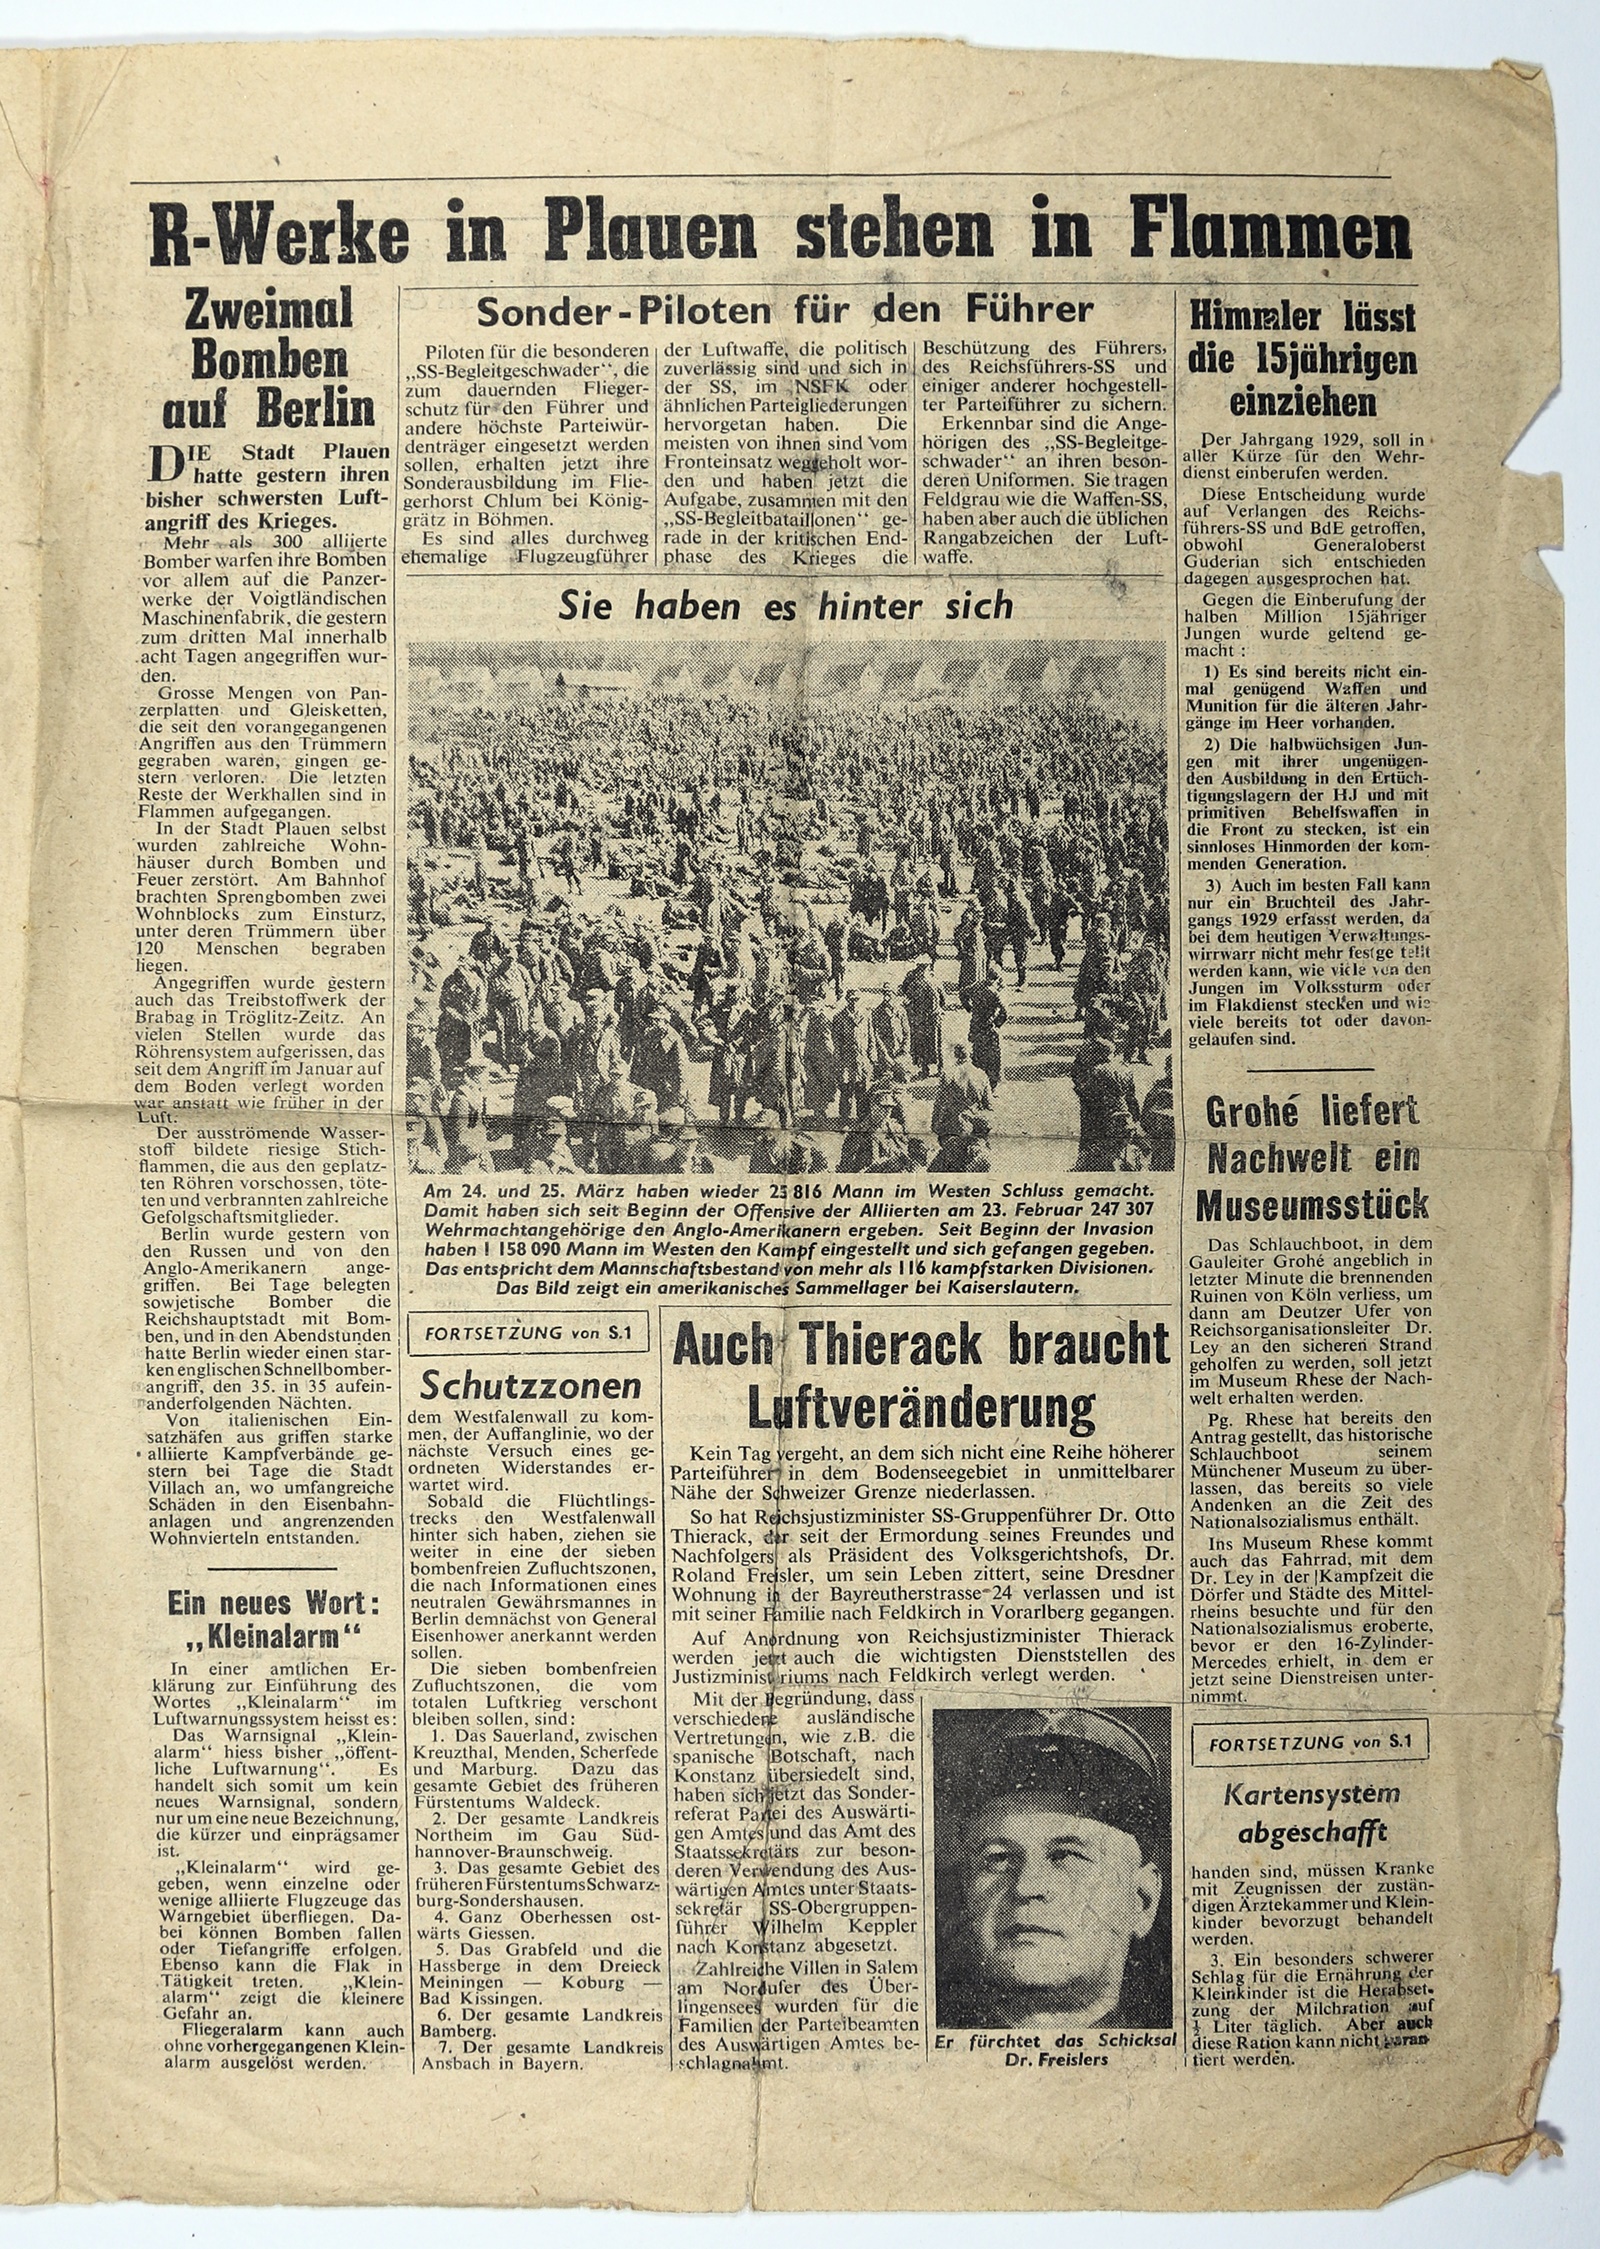 R-Werke in Plauen stehen in Flammen
Zweimal
Bomben
auf Berlin
DIE Stadt Plauen
hatte gestern ihren
bisher schwersten Luft-
angriff des Krieges.
Mehr als 300 alliierte
Bomber warfen ihre Bomben
vor allem auf die Panzer-
werke der Voigtländischen
Maschinenfabrik, die gestern
zum dritten Mal innerhalb
acht Tagen angegriffen wur-
den.
Grosse Mengen von Pan-
zerplatten und Gleisketten,
die seit den vorangegangenen
Angriffen aus den Trümmern
gegraben waren, gingen ge-
stern verloren. Die letzten
Reste der Werkhallen sind in
Flammen aufgegangen.
In der Stadt Plauen selbst
wurden zahlreiche Wohn-
häuser durch Bomben und
Feuer zerstört. Am Bahnhof
brachten Sprengbomben zwei
Wohnblocks zum Einsturz,
unter deren Trümmern über
120 Menschen begraben
liegen.
Angegriffen wurde gestern
auch das Treibstoffwerk der
Brabag in Tröglitz-Zeitz. An
vielen Stellen wurde das
Röhrensystem aufgerissen, das
seit dem Angriff im Januar auf
dem Boden verlegt worden
war anstatt wie früher in der
Luft.
Der ausströmende Wasser-
stoff bildete riesige Stich-
flammen, die aus den geplatz-
ten Röhren vorschossen, töte-
ten und verbrannten zahlreiche
Gefolgschaftsmitglieder.
Berlin wurde gestern von
den Russen und von den
Anglo-Amerikanern ange-
griffen. Bei Tage belegten
sowjetische Bomber die
Reichshauptstadt mit Bom-
ben, und in den Abendstunden
hatte Berlin wieder einen star-
ken englischen Schnellbomber-
angriff, den 35. in 35 aufein-
anderfolgenden Nächten.
Von italienischen Ein-
satzhäfen aus griffen starke
alliierte Kampfverbände ge-
stern bei Tage die Stadt
Villach an, wo umfangreiche
Schäden in den Eisenbahn-
anlagen und angrenzenden
Wohnvierteln entstanden.
Ein neues Wort:
„Kleinalarm“
In einer amtlichen Er-
klärung zur Einführung des
Wortes „Kleinalarm“ im
Luftwarnungssystem heisst es:
Das Warnsignal „Klein-
alarm“ hiess bisher „öffent-
liche Luftwarnung“. Es
handelt sich somit um kein
neues Warnsignal, sondern
nur um eine neue Bezeichnung,
die kürzer und einprägsamer
ist.
„Kleinalarm“ wird ge-
geben, wenn einzelne oder
wenige alliierte Flugzeuge das
Warngebiet überfliegen. Da-
bei können Bomben fallen
oder Tiefangriffe erfolgen.
Ebenso kann die Flak in
Tätigkeit treten. „Klein-
alarm“ zeigt die kleinere
Gefahr an.
Fliegeralarm kann auch
ohne vorhergegangenen Klein-
alarm ausgelöst werden.
Sonder-Piloten für den Führer
Piloten für die besonderen
„SS-Begleitgeschwader“, die
zum dauernden Flieger-
schutz für den Führer und
andere höchste Parteiwür-
denträger eingesetzt werden
sollen, erhalten jetzt ihre
Sonderausbildung im Flie-
gerhorst Chlum bei König-
grätz in Böhmen.
Es sind alles durchweg
ehemalige Flugzeugführer
der Luftwaffe, die politisch
zuverlässig sind und sich in
der SS, im NSFK oder
ähnlichen Parteigliederungen
hervorgetan haben. Die
meisten von ihnen sind vom
Fronteinsatz weggeholt wor-
den und haben jetzt die
Aufgabe, zusammen mit den
„SS-Begleitbataillonen“ ge-
rade in der kritischen End-
phase des Krieges die
Beschützung des Führers,
des Reichsführers-SS und
einiger anderer hochgestell-
ter Parteiführer zu sichern.
Erkennbar sind die Ange-
hörigen des „SS-Begleitge-
schwader“ an ihren beson-
deren Uniformen. Sie tragen
Feldgrau wie die Waffen-SS,
haben aber auch die üblichen
Rangabzeichen der Luft-
waffe.
Sie haben es hinter sich
Am 24. und 25. März haben wieder 25 816 Mann im Westen Schluss gemacht.
Damit haben sich seit Beginn der Offensive der Alliierten am 23. Februar 247 307
Wehrmachtangehörige den Anglo-Amerikanern ergeben. Seit Beginn der Invasion
haben 1 158 090 Mann im Westen den Kampf eingestellt und sich gefangen gegeben.
Das entspricht dem Mannschaftsbestand von mehr als 116 kampfstarken Divisionen.
Das Bild zeigt ein amerikanisches Sammellager bei Kaiserslautern.
FORTSETZUNG von S.1
Schutzzonen
dem Westfalenwall zu kom-
men, der Auffanglinie, wo der
nächste Versuch eines ge-
ordneten Widerstandes er-
wartet wird.
Sobald die Flüchtlings-
trecks den Westfalenwall
hinter sich haben, ziehen sie
weiter in eine der sieben
bombenfreien Zufluchtszonen,
die nach Informationen eines
neutralen Gewährsmannes in
Berlin demnächst von General
Eisenhower anerkannt werden
sollen.
Die sieben bombenfreien
Zufluchtszonen, die vom
totalen Luftkrieg verschont
bleiben sollen, sind:
1. Das Sauerland, zwischen
Kreuzthal, Menden, Scherfede
und Marburg. Dazu das
gesamte Gebiet des früheren
Fürstentums Waldeck.
2. Der gesamte Landkreis
Northeim im Gau Süd-
hannover-Braunschweig.
3. Das gesamte Gebiet des
früheren Fürstentums Schwarz-
burg-Sondershausen.
4. Ganz Oberhessen ost-
wärts Giessen.
5. Das Grabfeld und die
Hassberge in dem Dreieck
Meiningen — Koburg —
Bad Kissingen.
6. Der gesamte Landkreis
Bamberg.
7. Der gesamte Landkreis
Ansbach in Bayern.
Auch Thierack braucht
Luftveränderung
Kein Tag vergeht, an dem sich nicht eine Reihe höherer
Parteiführer in dem Bodenseegebiet in unmittelbarer
Nähe der Schweizer Grenze niederlassen.
So hat Reichsjustizminister SS-Gruppenführer Dr. Otto
Thierack, der seit der Ermordung seines Freundes und
Nachfolgers als Präsident des Volksgerichtshofs, Dr.
Roland Freisler, um sein Leben zittert, seine Dresdner
Wohnung in der Bayreutherstrasse 24 verlassen und ist
mit seiner Familie nach Feldkirch in Vorarlberg gegangen.
Auf Anordnung von Reichsjustizminister Thierack
werden jetzt auch die wichtigsten Dienststellen des
Justizministeriums nach Feldkirch verlegt werden.
Mit der Begründung, dass
verschiedene ausländische
Vertretungen, wie z.B. die
spanische Botschaft, nach
Konstanz übersiedelt sind,
haben sich jetzt das Sonder-
referat Partei des Auswärti-
gen Amtes und das Amt des
Staatssekretärs zur beson-
deren Verwendung des Aus-
wärtigen Amtes unter Staats-
sekretär SS-Obergruppen-
führer Wilhelm Keppler
nach Konstanz abgesetzt.
Zahlreiche Villen in Salem
am Nordufer des Über-
lingensees wurden für die
Familien der Parteibeamten
des Auswärtigen Amtes be-
schlagnahmt.
Er fürchtet das Schicksal
Dr. Freislers
Himmler lässt
die 15jährigen
einziehen
Der Jahrgang 1929, soll in
aller Kürze für den Wehr-
dienst einberufen werden.
Diese Entscheidung wurde
auf Verlangen des Reichs-
führers-SS und BdE getroffen,
obwohl Generaloberst
Guderian sich entschieden
dagegen ausgesprochen hat.
Gegen die Einberufung der
halben Million 15jähriger
Jungen wurde geltend ge-
macht :
1) Es sind bereits nicht ein-
mal genügend Waffen und
Munition für die älteren Jahr-
gänge im Heer vorhanden.
2) Die halbwüchsigen Jun-
gen mit ihrer ungenügen-
den Ausbildung in den Ertüch-
tigungslagern der HJ und mit
primitiven Behelfswaffen in
die Front zu stecken, ist ein
sinnloses Hinmorden der kom-
menden Generation.
3) Auch im besten Fall kann
nur ein Bruchteil des Jahr-
gangs 1929 erfasst werden, da
bei dem heutigen Verwaltungs-
wirrwarr nicht mehr festgestellt
werden kann, wie viele von den
Jungen im Volkssturm oder
im Flakdienst stecken und wie
viele bereits tot oder davon-
gelaufen sind.
Grohé liefert
Nachwelt ein
Museumsstück
Das Schlauchboot, in dem
Gauleiter Grohé angeblich in
letzter Minute die brennenden
Ruinen von Köln verliess, um
dann am Deutzer Ufer von
Reichsorganisationsleiter Dr.
Ley an den sicheren Strand
geholfen zu werden, soll jetzt
im Museum Rhese der Nach-
welt erhalten werden.
Pg. Rhese hat bereits den
Antrag gestellt, das historische
Schlauchboot seinem
Münchener Museum zu über-
lassen, das bereits so viele
Andenken an die Zeit des
Nationalsozialismus enthält.
Ins Museum Rhese kommt
auch das Fahrrad, mit dem
Dr. Ley in der Kampfzeit die
Dörfer und Städte des Mittel-
rheins besuchte und für den
Nationalsozialismus eroberte,
bevor er den 16-Zylinder-
Mercedes erhielt, in dem er
jetzt seine Dienstreisen unter-
nimmt.
FORTSETZUNG von S.1
Kartensystem
abgeschafft
handen sind, müssen Kranke
mit Zeugnissen der zustän-
digen Ärztekammer und Klein-
kinder bevorzugt behandelt
werden.
3. Ein besonders schwerer
Schlag für die Ernährung der
Kleinkinder ist die Herabset-
zung der Milchration auf
½ Liter täglich. Aber auch
diese Ration kann nicht garan-
tiert werden.